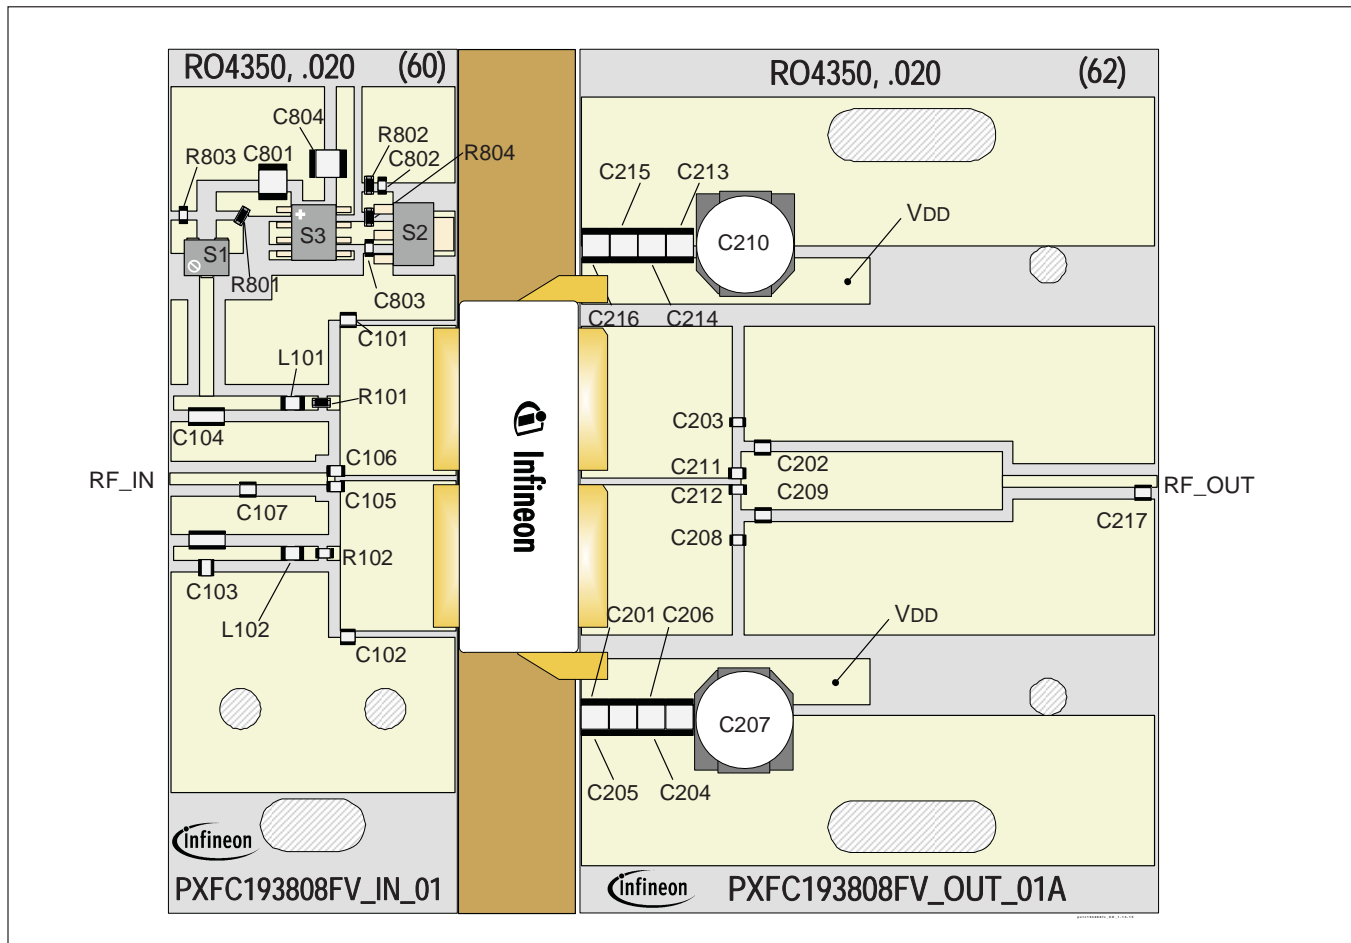 RO4350, .020 (60)
RO4350, .020 (62)
C804
R802
R803
C801
C802
R804
C215
C213
VDD
S3
S2
C210
S1
R801
C803
C216
C214
C101
L101
R101
C104
C203
C106
C211
C202
RF_IN
C105
C212
C209
RF_OUT
C107
C217
Infineon
C208
R102
C103
L102
C102
C201
C206
VDD
C207
C205
C204
infineon
PXFC193808FV_IN_01
infineon
PXFC193808FV_OUT_01A